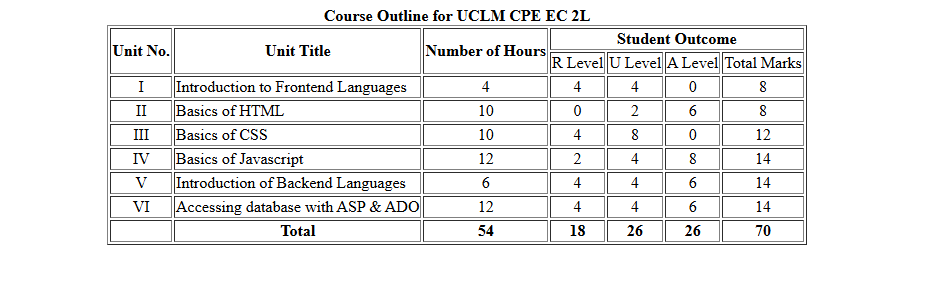 Course Outline for UCLM CPE EC 2L
Unit No. Unit Title Number of Hours Student Outcome
R Level U Level A Level Total Marks
I Introduction to Frontend Languages 4 4 4 0 8
II Basics of HTML 10 0 2 6 8
III Basics of CSS 10 4 8 0 12
IV Basics of Javascript 12 2 4 8 14
V Introduction of Backend Languages 6 4 4 6 14
VI Accessing database with ASP & ADO 12 4 4 6 14
Total 54 18 26 26 70